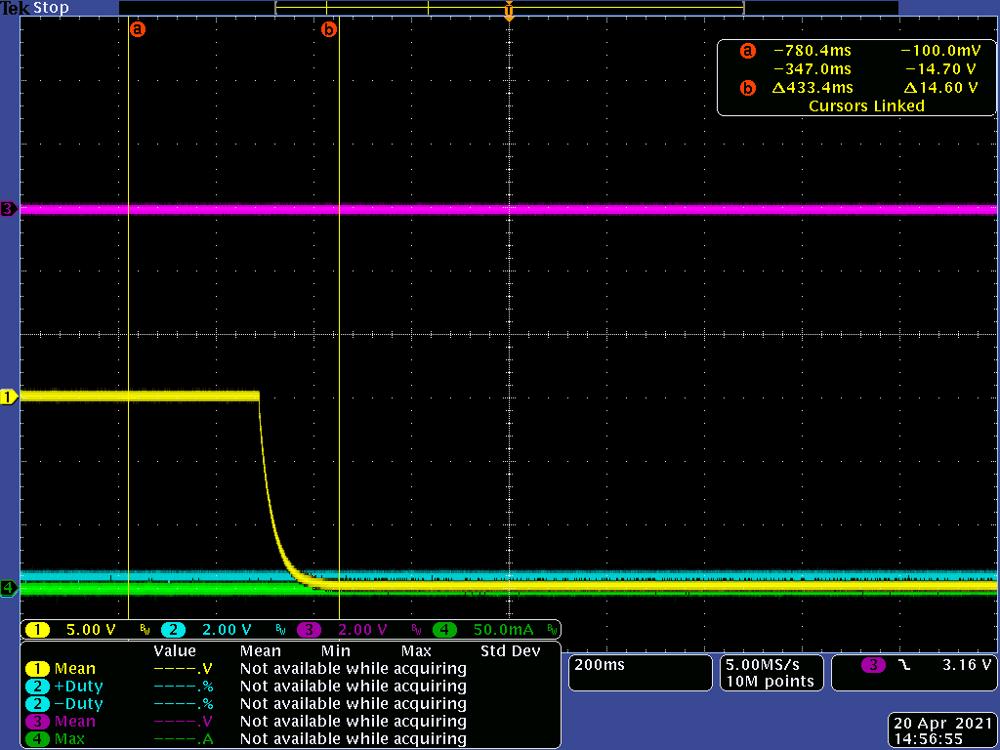 Tek Stop
T
a b
a −780.4ms −100.0mV
−347.0ms −14.70 V
b Δ433.4ms Δ14.60 V
Cursors Linked
3
1
4
1 5.00 V BW 2 2.00 V BW 3 2.00 V BW 4 50.0mA BW
Value Mean Min Max Std Dev
1 Mean −−−−.V Not available while acquiring
2 +Duty −−−−.% Not available while acquiring
2 −Duty −−−−.% Not available while acquiring
3 Mean −−−−.V Not available while acquiring
4 Max −−−−.A Not available while acquiring
200ms
5.00MS/s
10M points
3 3.16 V
20 Apr 2021
14:56:55